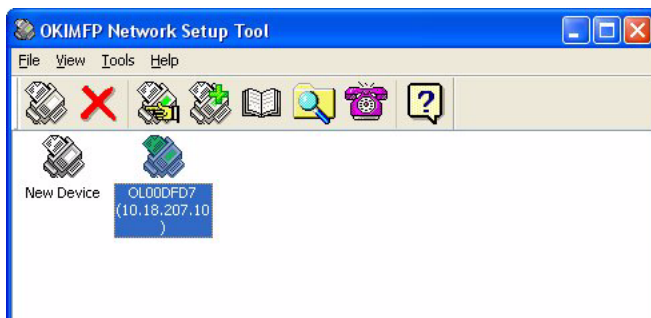 OKIMFP Network Setup Tool
File View Tools Help
?
New Device
OL00DFD7
(10.18.207.10
)